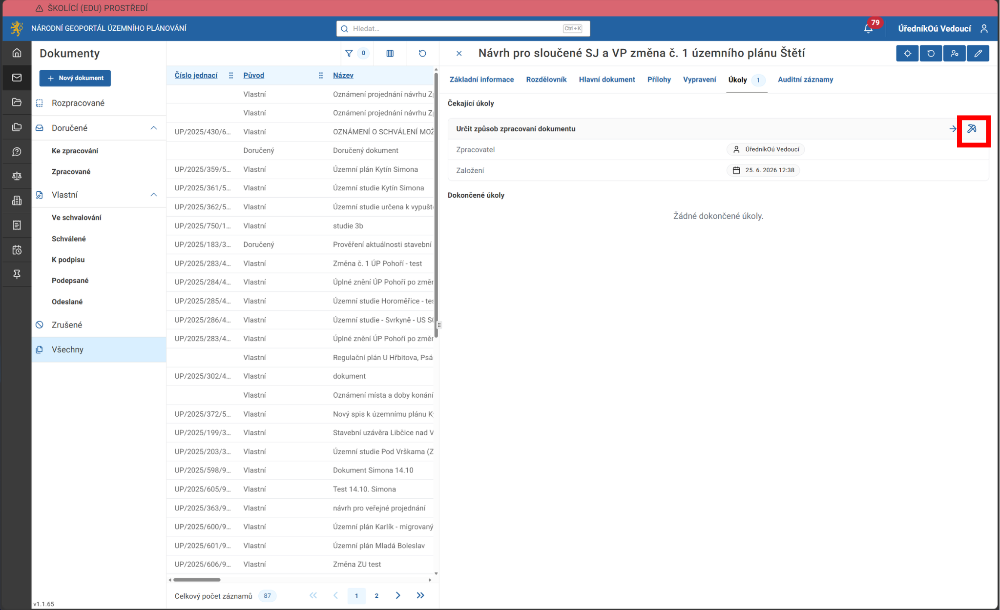 ŠKOLÍCÍ (EDU) PROSTŘEDÍ
NÁRODNÍ GEOPORTÁL ÚZEMNÍHO PLÁNOVÁNÍ
Hledat...
Ctrl+K
79
ÚředníkOú Vedoucí
Dokumenty
Nový dokument
Rozpracované
Doručené
Ke zpracování
Zpracované
Vlastní
Ve schvalování
Schválené
K podpisu
Podepsané
Odeslané
Zrušené
Všechny
v1.1.65
0
Číslo jednací Původ Název
Vlastní Oznámení projednání návrhu Z
Vlastní Oznámení projednání návrhu Z
UP/2025/430/6... Vlastní OZNÁMENÍ O SCHVÁLENÍ MOŽ
Doručený Doručený dokument
UP/2025/359/5... Vlastní Územní plán Kytín Simona
UP/2025/361/5... Vlastní Územní studie Kytín Simona
UP/2025/362/5... Vlastní Územní studie určena k vypušt
UP/2025/750/1... Vlastní studie 3b
UP/2025/183/3... Doručený Prověření aktuálnosti stavební
UP/2025/283/4... Vlastní Změna č. 1 ÚP Pohoří - test
UP/2025/284/4... Vlastní Úplné znění ÚP Pohoří po změn
UP/2025/285/4... Vlastní Územní studie Horoměřice - tes
UP/2025/286/4... Vlastní Územní studie - Svrkyně - US S
UP/2025/283/4... Vlastní Úplné znění ÚP Pohoří po změn
Vlastní Regulační plán U Hřbitova, Psá
UP/2025/302/4... Vlastní dokument
Vlastní Oznámení místa a doby konání
UP/2025/372/5... Vlastní Nový spis k územnímu plánu K
UP/2025/199/3... Vlastní Stavební uzávěra Libčice nad V
UP/2025/203/3... Vlastní Územní studie Pod Vrškama (Z
UP/2025/598/9... Vlastní Dokument Simona 14.10
UP/2025/605/9... Vlastní Test 14.10. Simona
UP/2025/363/9... Vlastní návrh pro veřejné projednání
UP/2025/600/9... Vlastní Územní plán Karlík - migrovaný
UP/2025/601/9... Vlastní Územní plán Mladá Boleslav
UP/2025/606/9... Vlastní Změna ZU test
Celkový počet záznamů 87
1 2
Návrh pro sloučené SJ a VP změna č. 1 územního plánu Štětí
Základní informace Rozdělovník Hlavní dokument Přílohy Vypravení Úkoly 1 Auditní záznamy
Čekající úkoly
Určit způsob zpracovaní dokumentu
Zpracovatel ÚředníkOú Vedoucí
Založení 25. 6. 2026 12:38
Dokončené úkoly
Žádné dokončené úkoly.